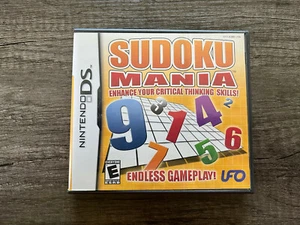 NINTENDO DS
SUDOKU
MANIA
ENHANCE YOUR CRITICAL THINKING SKILLS!
9 8 7 1 4 2
7 5 6
E
ENDLESS GAMEPLAY!
UFO